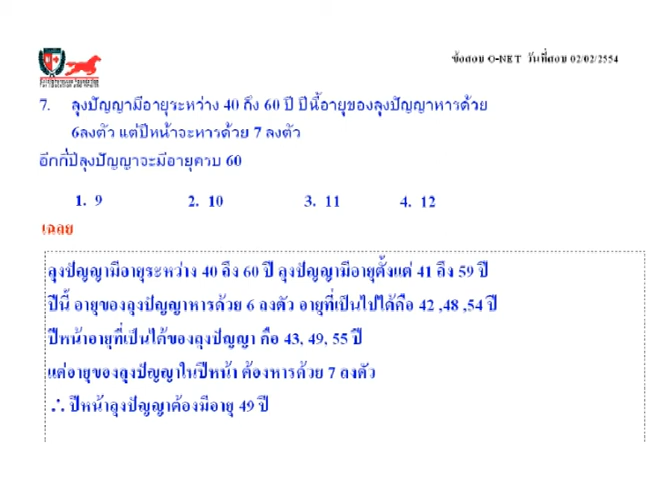 ข้อสอบ O-NET วันที่สอบ 02/02/2554
7. ลุงปัญญามีอายุระหว่าง 40 ถึง 60 ปี ปีนี้อายุของลุงปัญญาหารด้วย
6ลงตัว แต่ปีหน้าจะหารด้วย 7 ลงตัว
อีกกี่ปีลุงปัญญาจะมีอายุครบ 60
1. 9 2. 10 3. 11 4. 12
เฉลย
ลุงปัญญามีอายุระหว่าง 40 ถึง 60 ปี ลุงปัญญามีอายุตั้งแต่ 41 ถึง 59 ปี
ปีนี้ อายุของลุงปัญญาหารด้วย 6 ลงตัว อายุที่เป็นไปได้คือ 42 ,48 ,54 ปี
ปีหน้าอายุที่เป็นได้ของลุงปัญญา คือ 43, 49, 55 ปี
แต่อายุของลุงปัญญาในปีหน้า ต้องหารด้วย 7 ลงตัว
∴ ปีหน้าลุงปัญญาต้องมีอายุ 49 ปี